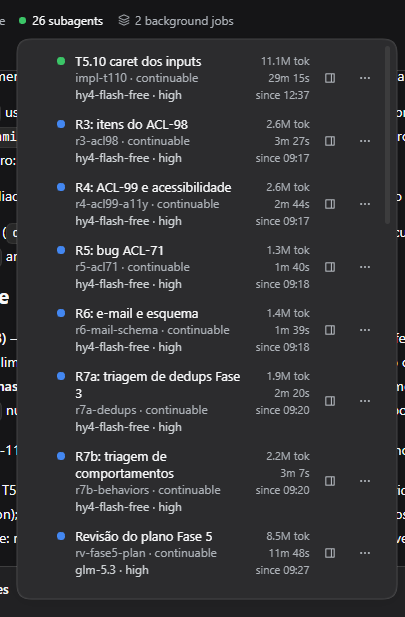 26 subagents 2 background jobs
T5.10 caret dos inputs 11.1M tok
impl-t110 · continuable 29m 15s
hy4-flash-free · high since 12:37
R3: itens do ACL-98 2.6M tok
r3-acl98 · continuable 3m 27s
hy4-flash-free · high since 09:17
R4: ACL-99 e acessibilidade 2.6M tok
r4-acl99-a11y · continuable 2m 44s
hy4-flash-free · high since 09:17
R5: bug ACL-71 1.3M tok
r5-acl71 · continuable 1m 40s
hy4-flash-free · high since 09:18
R6: e-mail e esquema 1.4M tok
r6-mail-schema · continuable 1m 39s
hy4-flash-free · high since 09:18
R7a: triagem de dedups Fase 1.9M tok
3 2m 20s
r7a-dedups · continuable since 09:20
hy4-flash-free · high
R7b: triagem de 2.2M tok
comportamentos 3m 7s
r7b-behaviors · continuable since 09:20
hy4-flash-free · high
Revisão do plano Fase 5 8.5M tok
rv-fase5-plan · continuable 11m 48s
glm-5.3 · high since 09:27